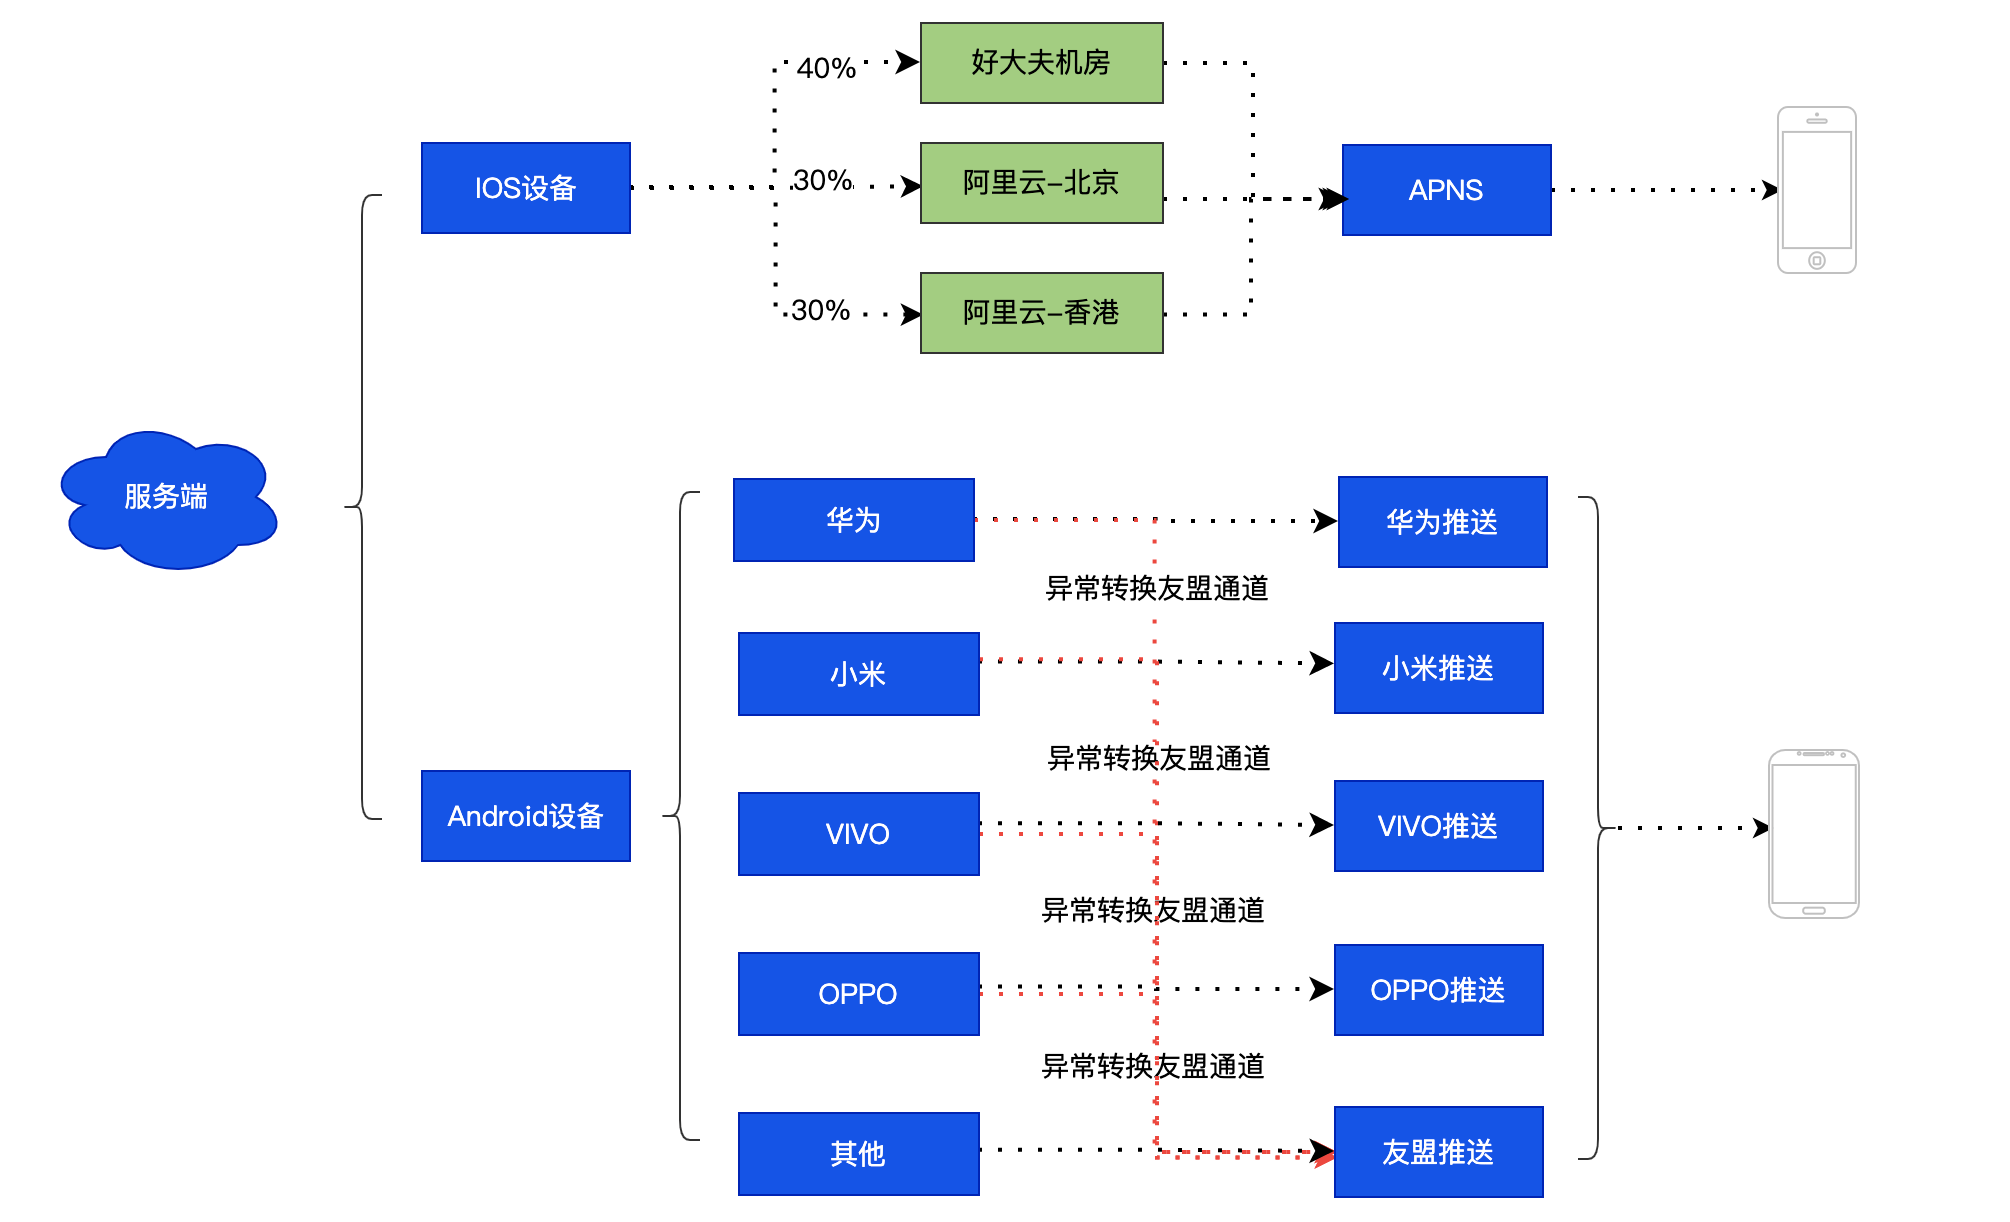 40%
好大夫机房
IOS设备
30%
阿里云-北京
APNS
30%
阿里云-香港
服务端
华为
华为推送
异常转换友盟通道
小米
小米推送
异常转换友盟通道
Android设备
VIVO
VIVO推送
异常转换友盟通道
OPPO
OPPO推送
异常转换友盟通道
其他
友盟推送